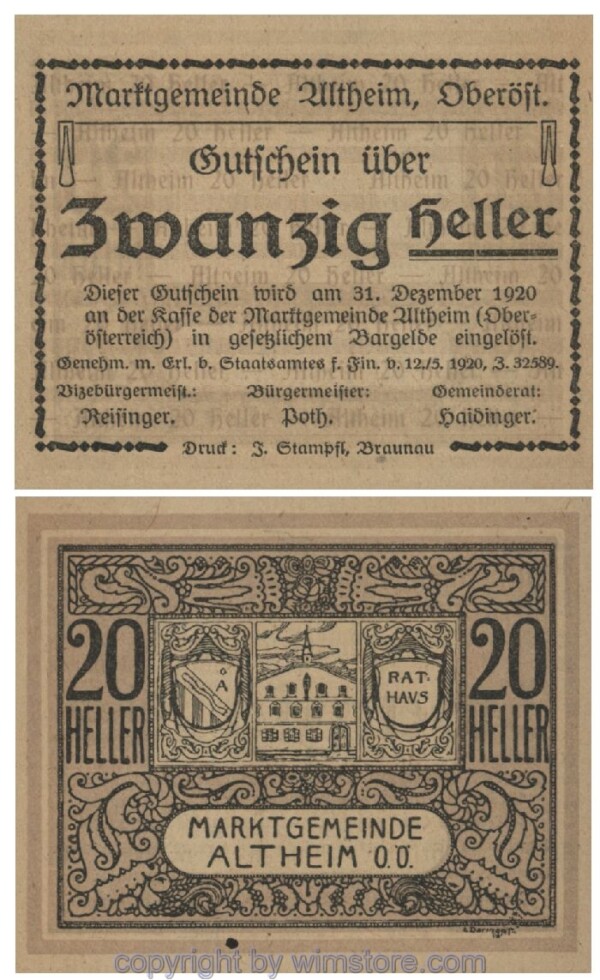 Marktgemeinde Altheim, Oberöst.
Gutschein über
Zwanzig Heller
Dieser Gutschein wird am 31. Dezember 1920
an der Kasse der Marktgemeinde Altheim (Ober-
österreich) in gesetzlichem Bargelde eingelöst.
Genehm. m. Erl. d. Staatsamtes f. Fin. v. 12./5. 1920, Z. 32589.
Vizebürgermeist.: Bürgermeister: Gemeinderat:
Reisinger. Poth. Haidinger.
Druck: J. Stampfl, Braunau
20 HELLER
Ö
A
RAT-
HAUS
20 HELLER
MARKTGEMEINDE
ALTHEIM O.Ö.
copyright by wimstore.com